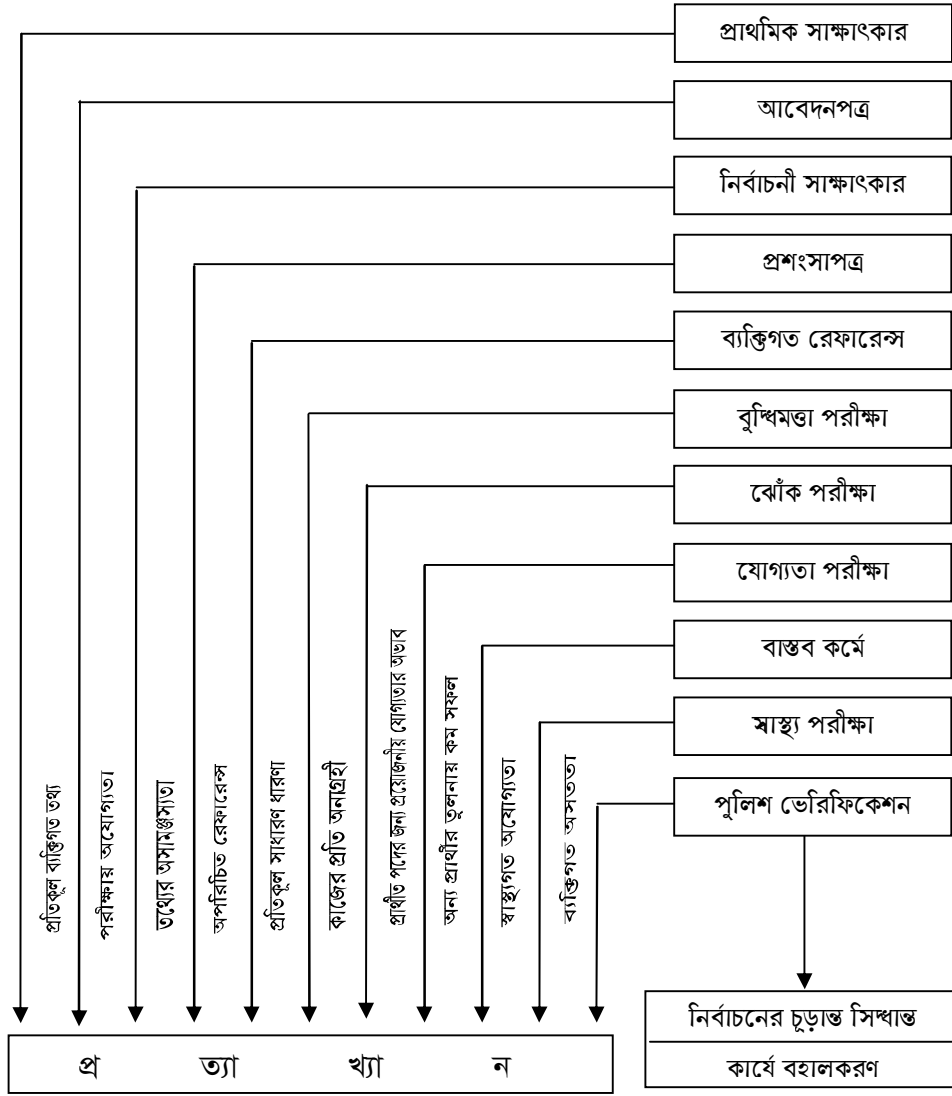 প্রাথমিক সাক্ষাৎকার
আবেদনপত্র
নির্বাচনী সাক্ষাৎকার
প্রশংসাপত্র
ব্যক্তিগত রেফারেন্স
বুদ্ধিমত্তা পরীক্ষা
ঝোঁক পরীক্ষা
যোগ্যতা পরীক্ষা
বাস্তব কর্মে
স্বাস্থ্য পরীক্ষা
পুলিশ ভেরিফিকেশন
প্রতিকূল ব্যক্তিগত তথ্য
পরীক্ষায় অযোগ্যতা
তথ্যের অসামঞ্জস্যতা
অপরিচিত রেফারেন্স
প্রতিকূল সাধারণ ধারণা
কাজের প্রতি অনাগ্রহী
প্রার্থীত পদের জন্য প্রয়োজনীয় যোগ্যতার অভাব
অন্য প্রার্থীর তুলনায় কম সফল
স্বাস্থ্যগত অযোগ্যতা
ব্যক্তিগত অসততা
প্র ত্যা খ্যা ন
নির্বাচনের চূড়ান্ত সিদ্ধান্ত
কার্যে বহালকরণ